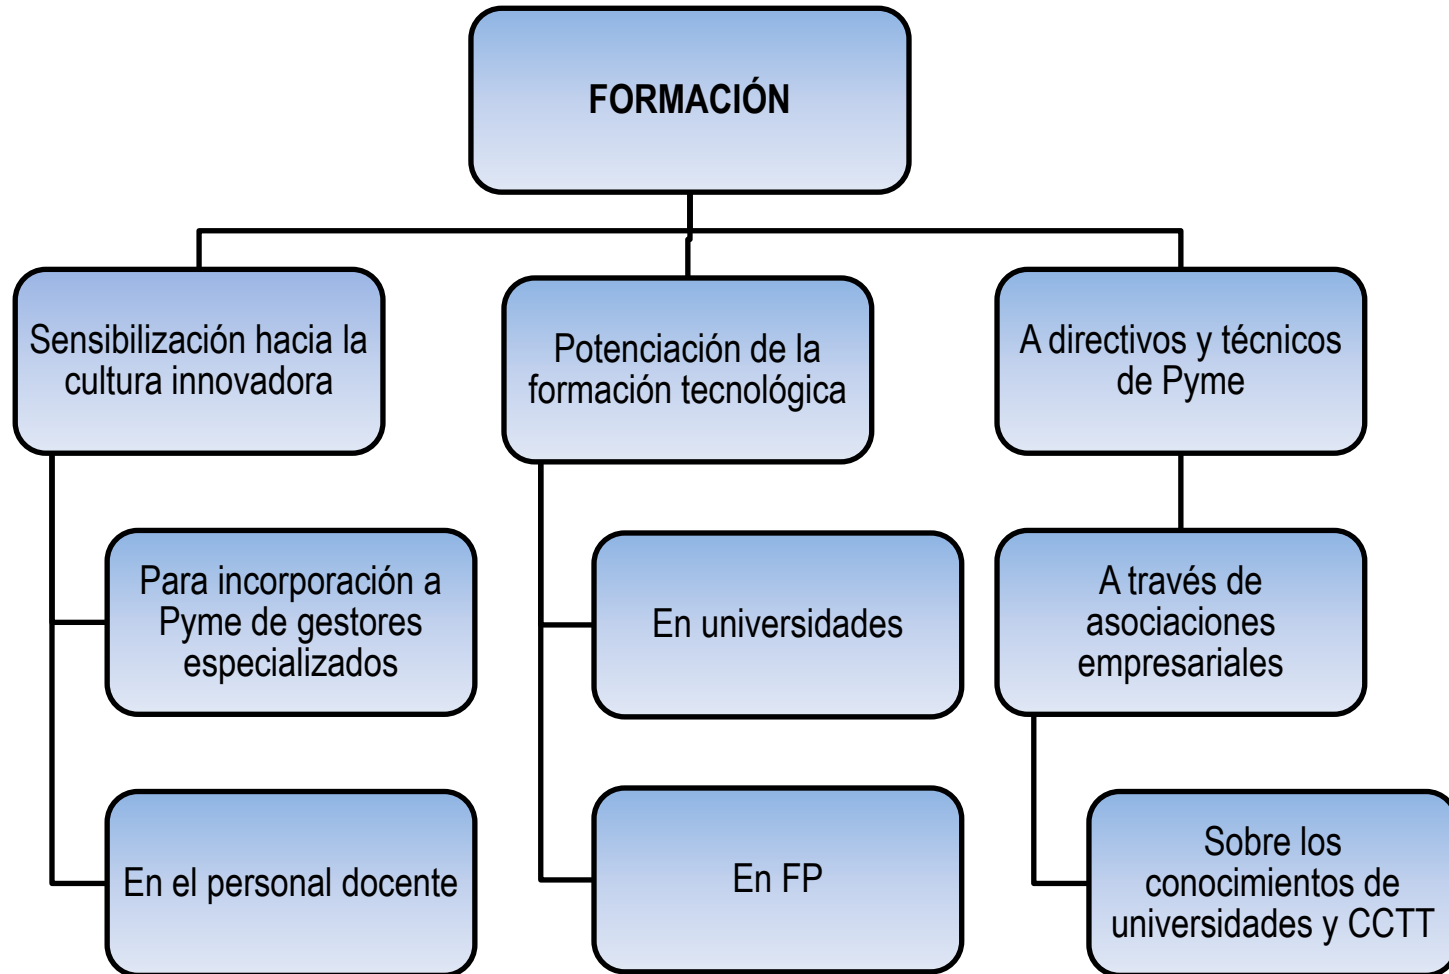 FORMACIÓN
Sensibilización hacia la
cultura innovadora
Potenciación de la
formación tecnológica
A directivos y técnicos
de Pyme
Para incorporación a
Pyme de gestores
especializados
En universidades
A través de
asociaciones
empresariales
En el personal docente
En FP
Sobre los
conocimientos de
universidades y CCTT